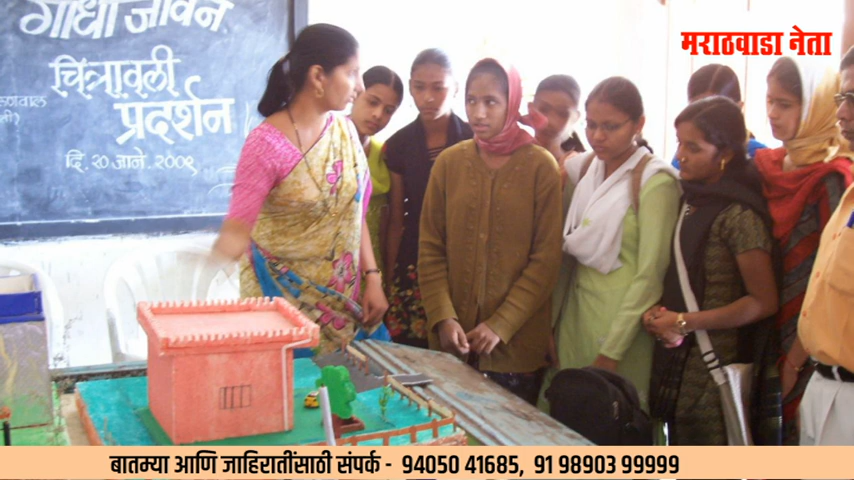 गांधी जीवन
चित्रावली
प्रदर्शन
दि. २० जाने. २००९
मराठवाडा नेता
बातम्या आणि जाहिरातींसाठी संपर्क - 94050 41685, 91 98903 99999